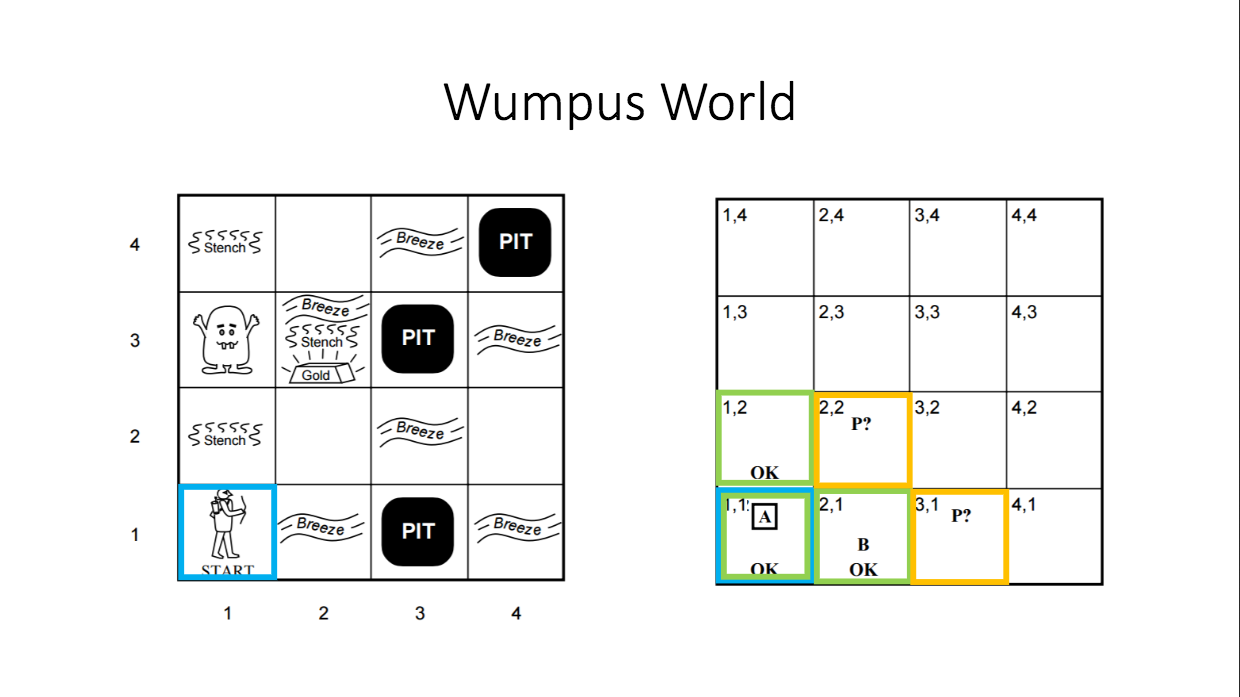 Wumpus World
4
Stench
Breeze
PIT
3
Breeze
Stench
Gold
PIT
Breeze
2
Stench
Breeze
1
START
Breeze
PIT
Breeze
1
2
3
4
1,4
2,4
3,4
4,4
1,3
2,3
3,3
4,3
1,2
OK
2,2
P?
3,2
4,2
1,1
A
OK
2,1
B
OK
3,1
P?
4,1